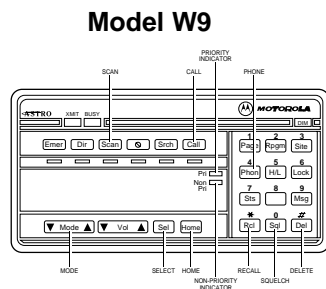 Model W9
PRIORITY
INDICATOR
SCAN
CALL
PHONE
ASTRO
XMIT BUSY
MOTOROLA
DIM
1 2 3
Emer Dir Scan Srch Call
Page Rpgm Site
4 5 6
Phon H/L Lock
Pri
Non
Pri
7 8 9
Sts Msg
* 0 #
▼ Mode ▲ ▼ Vol ▲ Sel Home
Rcl Sql Del
MODE
SELECT
HOME
NON-PRIORITY
INDICATOR
RECALL
SQUELCH
DELETE